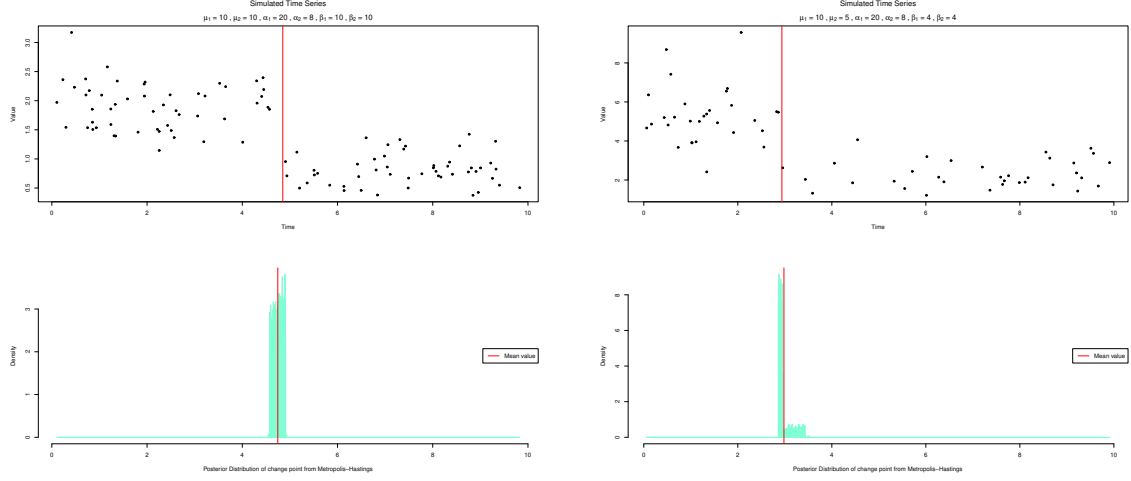 Simulated Time Series
μ₁ = 10 , μ₂ = 10 , α₁ = 20 , α₂ = 8 , β₁ = 10 , β₂ = 10
Value
3.0
2.5
2.0
1.5
1.0
0.5
0 2 4 6 8 10
Time
Density
3
2
1
0
Mean value
0 2 4 6 8 10
Posterior Distribution of change point from Metropolis−Hastings
Simulated Time Series
μ₁ = 10 , μ₂ = 5 , α₁ = 20 , α₂ = 8 , β₁ = 4 , β₂ = 4
Value
8
6
4
2
0 2 4 6 8 10
Time
Density
8
6
4
2
0
Mean value
0 2 4 6 8 10
Posterior Distribution of change point from Metropolis−Hastings